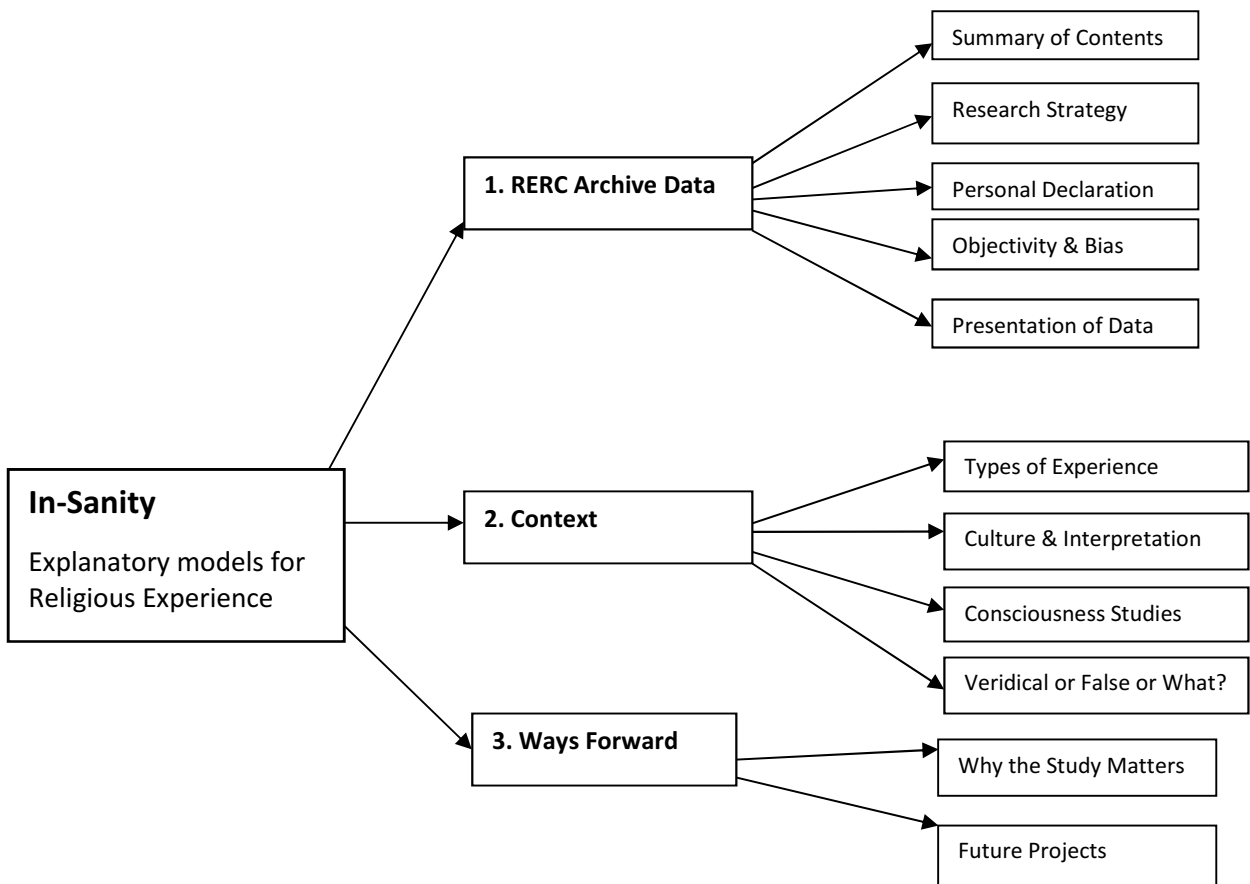 In-Sanity
Explanatory models for
Religious Experience
1. RERC Archive Data
Summary of Contents
Research Strategy
Personal Declaration
Objectivity & Bias
Presentation of Data
2. Context
Types of Experience
Culture & Interpretation
Consciousness Studies
Veridical or False or What?
3. Ways Forward
Why the Study Matters
Future Projects